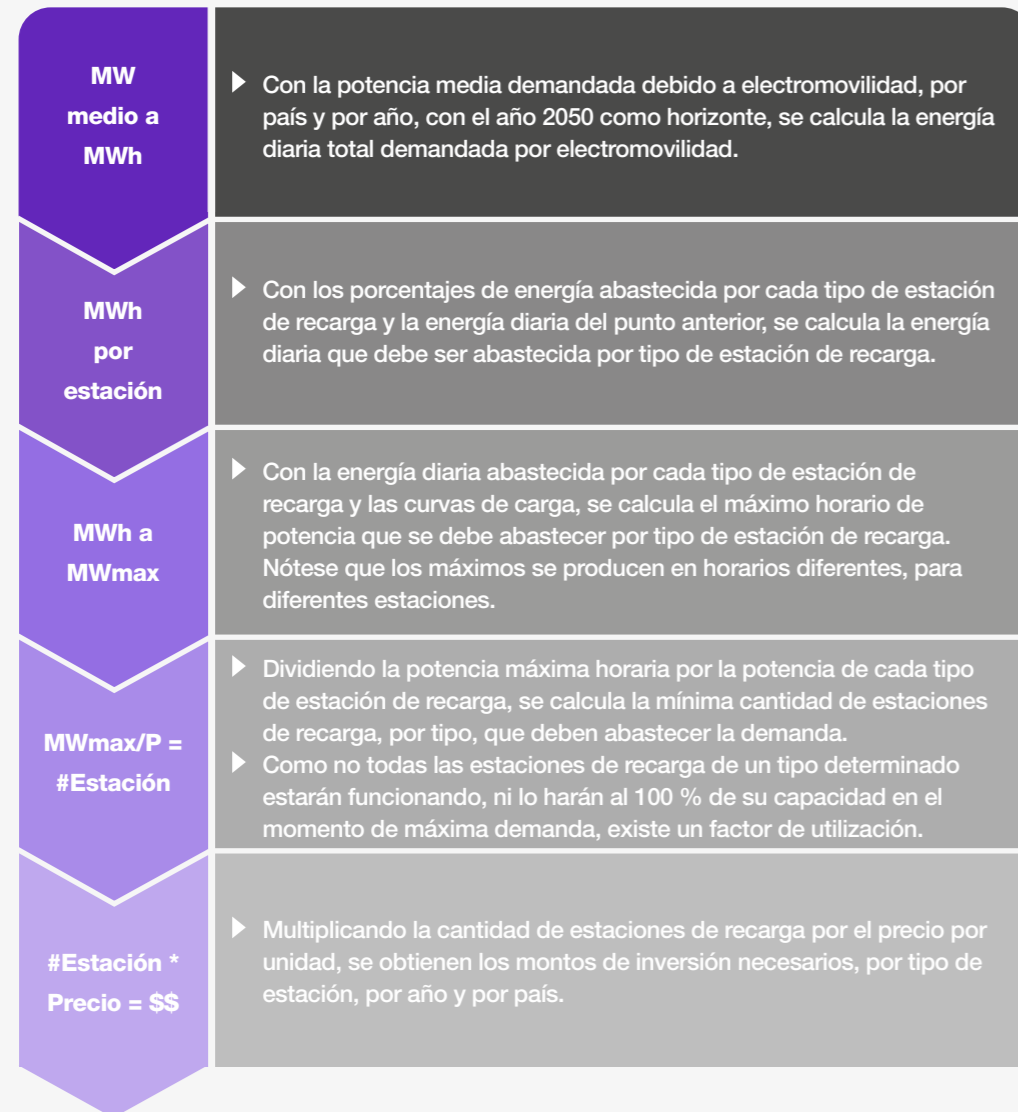 MW
medio a
MWh
▶ Con la potencia media demandada debido a electromovilidad, por
país y por año, con el año 2050 como horizonte, se calcula la energía
diaria total demandada por electromovilidad.
MWh
por
estación
▶ Con los porcentajes de energía abastecida por cada tipo de estación
de recarga y la energía diaria del punto anterior, se calcula la energía
diaria que debe ser abastecida por tipo de estación de recarga.
MWh a
MWmax
▶ Con la energía diaria abastecida por cada tipo de estación de
recarga y las curvas de carga, se calcula el máximo horario de
potencia que se debe abastecer por tipo de estación de recarga.
Nótese que los máximos se producen en horarios diferentes, para
diferentes estaciones.
MWmax/P =
#Estación
▶ Dividiendo la potencia máxima horaria por la potencia de cada tipo
de estación de recarga, se calcula la mínima cantidad de estaciones
de recarga, por tipo, que deben abastecer la demanda.
▶ Como no todas las estaciones de recarga de un tipo determinado
estarán funcionando, ni lo harán al 100 % de su capacidad en el
momento de máxima demanda, existe un factor de utilización.
#Estación *
Precio = $$
▶ Multiplicando la cantidad de estaciones de recarga por el precio por
unidad, se obtienen los montos de inversión necesarios, por tipo de
estación, por año y por país.